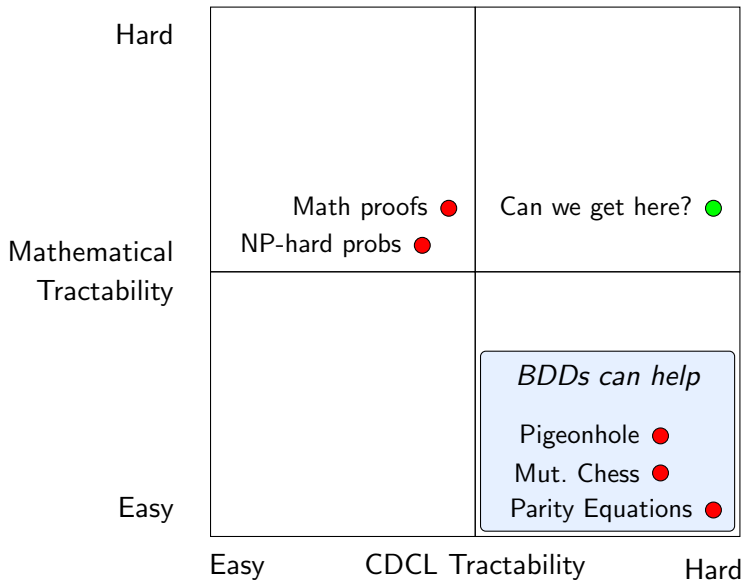 Hard
Math proofs
Can we get here?
NP-hard probs
Mathematical
Tractability
BDDs can help
Pigeonhole
Mut. Chess
Parity Equations
Easy
Easy
CDCL Tractability
Hard